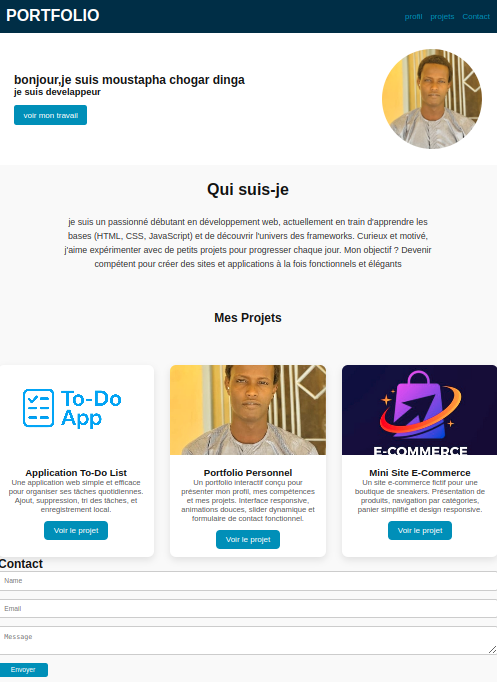 PORTFOLIO
profil projets Contact
bonjour,je suis moustapha chogar dinga
je suis develappeur
voir mon travail
Qui suis-je
je suis un passionné débutant en développement web, actuellement en train d'apprendre les
bases (HTML, CSS, JavaScript) et de découvrir l'univers des frameworks. Curieux et motivé,
j'aime expérimenter avec de petits projets pour progresser chaque jour. Mon objectif ? Devenir
compétent pour créer des sites et applications à la fois fonctionnels et élégants
Mes Projets
To-Do
App
Application To-Do List
Une application web simple et efficace
pour organiser ses tâches quotidiennes.
Ajout, suppression, tri des tâches, et
enregistrement local.
Voir le projet
Portfolio Personnel
Un portfolio interactif conçu pour
présenter mon profil, mes compétences
et mes projets. Interface responsive,
animations douces, slider dynamique et
formulaire de contact fonctionnel.
Voir le projet
E-COMMERCE
Mini Site E-Commerce
Un site e-commerce fictif pour une
boutique de sneakers. Présentation de
produits, navigation par catégories,
panier simplifié et design responsive.
Voir le projet
Contact
Name
Email
Message
Envoyer